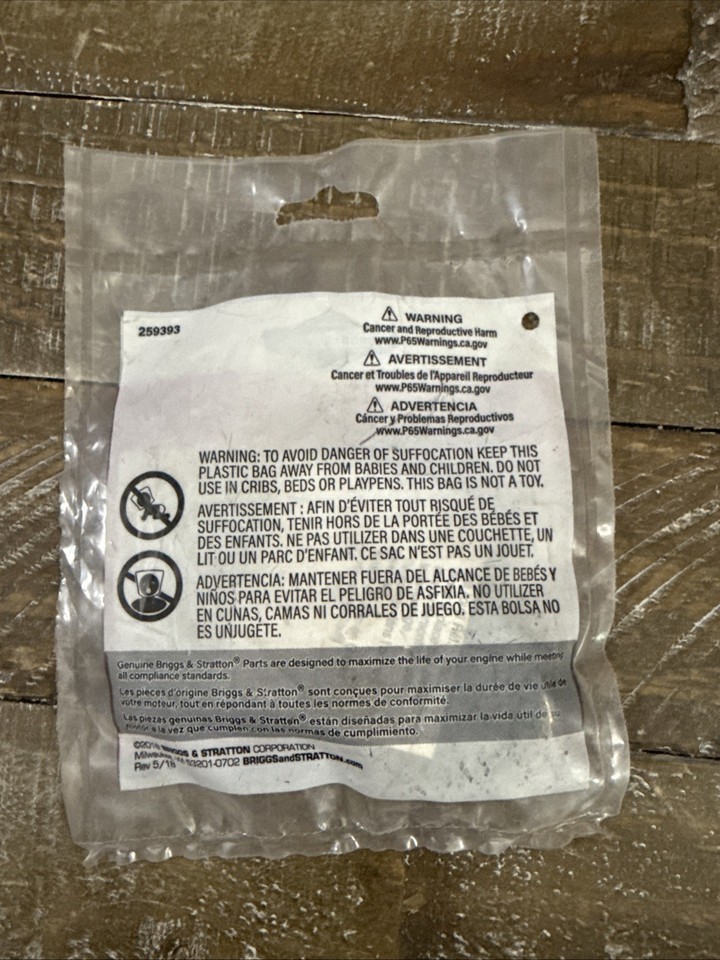 259393
WARNING
Cancer and Reproductive Harm
www.P65Warnings.ca.gov
AVERTISSEMENT
Cancer et Troubles de l'Appareil Reproducteur
www.P65Warnings.ca.gov
ADVERTENCIA
Cáncer y Problemas Reproductivos
www.P65Warnings.ca.gov
WARNING: TO AVOID DANGER OF SUFFOCATION KEEP THIS
PLASTIC BAG AWAY FROM BABIES AND CHILDREN. DO NOT
USE IN CRIBS, BEDS OR PLAYPENS. THIS BAG IS NOT A TOY.
AVERTISSEMENT : AFIN D'ÉVITER TOUT RISQUÉ DE
SUFFOCATION, TENIR HORS DE LA PORTÉE DES BÉBÉS ET
DES ENFANTS. NE PAS UTILIZER DANS UNE COUCHETTE, UN
LIT OU UN PARC D'ENFANT. CE SAC N'EST PAS UN JOUET.
ADVERTENCIA: MANTENER FUERA DEL ALCANCE DE BEBÉS Y
NIÑOS PARA EVITAR EL PELIGRO DE ASFIXIA. NO UTILIZER
EN CUNAS, CAMAS NI CORRALES DE JUEGO. ESTA BOLSA NO
ES UNJUGETE.
Genuine Briggs & Stratton® Parts are designed to maximize the life of your engine while meeting
all compliance standards.
Les pièces d'origine Briggs & Stratton® sont conçues pour maximiser la durée de vie utile de
votre moteur, tout en répondant à toutes les normes de conformité.
Las piezas genuinas Briggs & Stratton® están diseñadas para maximizar la vida útil de su
motor a la vez que cumplen con las normas de cumplimiento.
BRIGGS & STRATTON CORPORATION
53201-0702 BRIGGSandSTRATTON.com
Rev 5/18